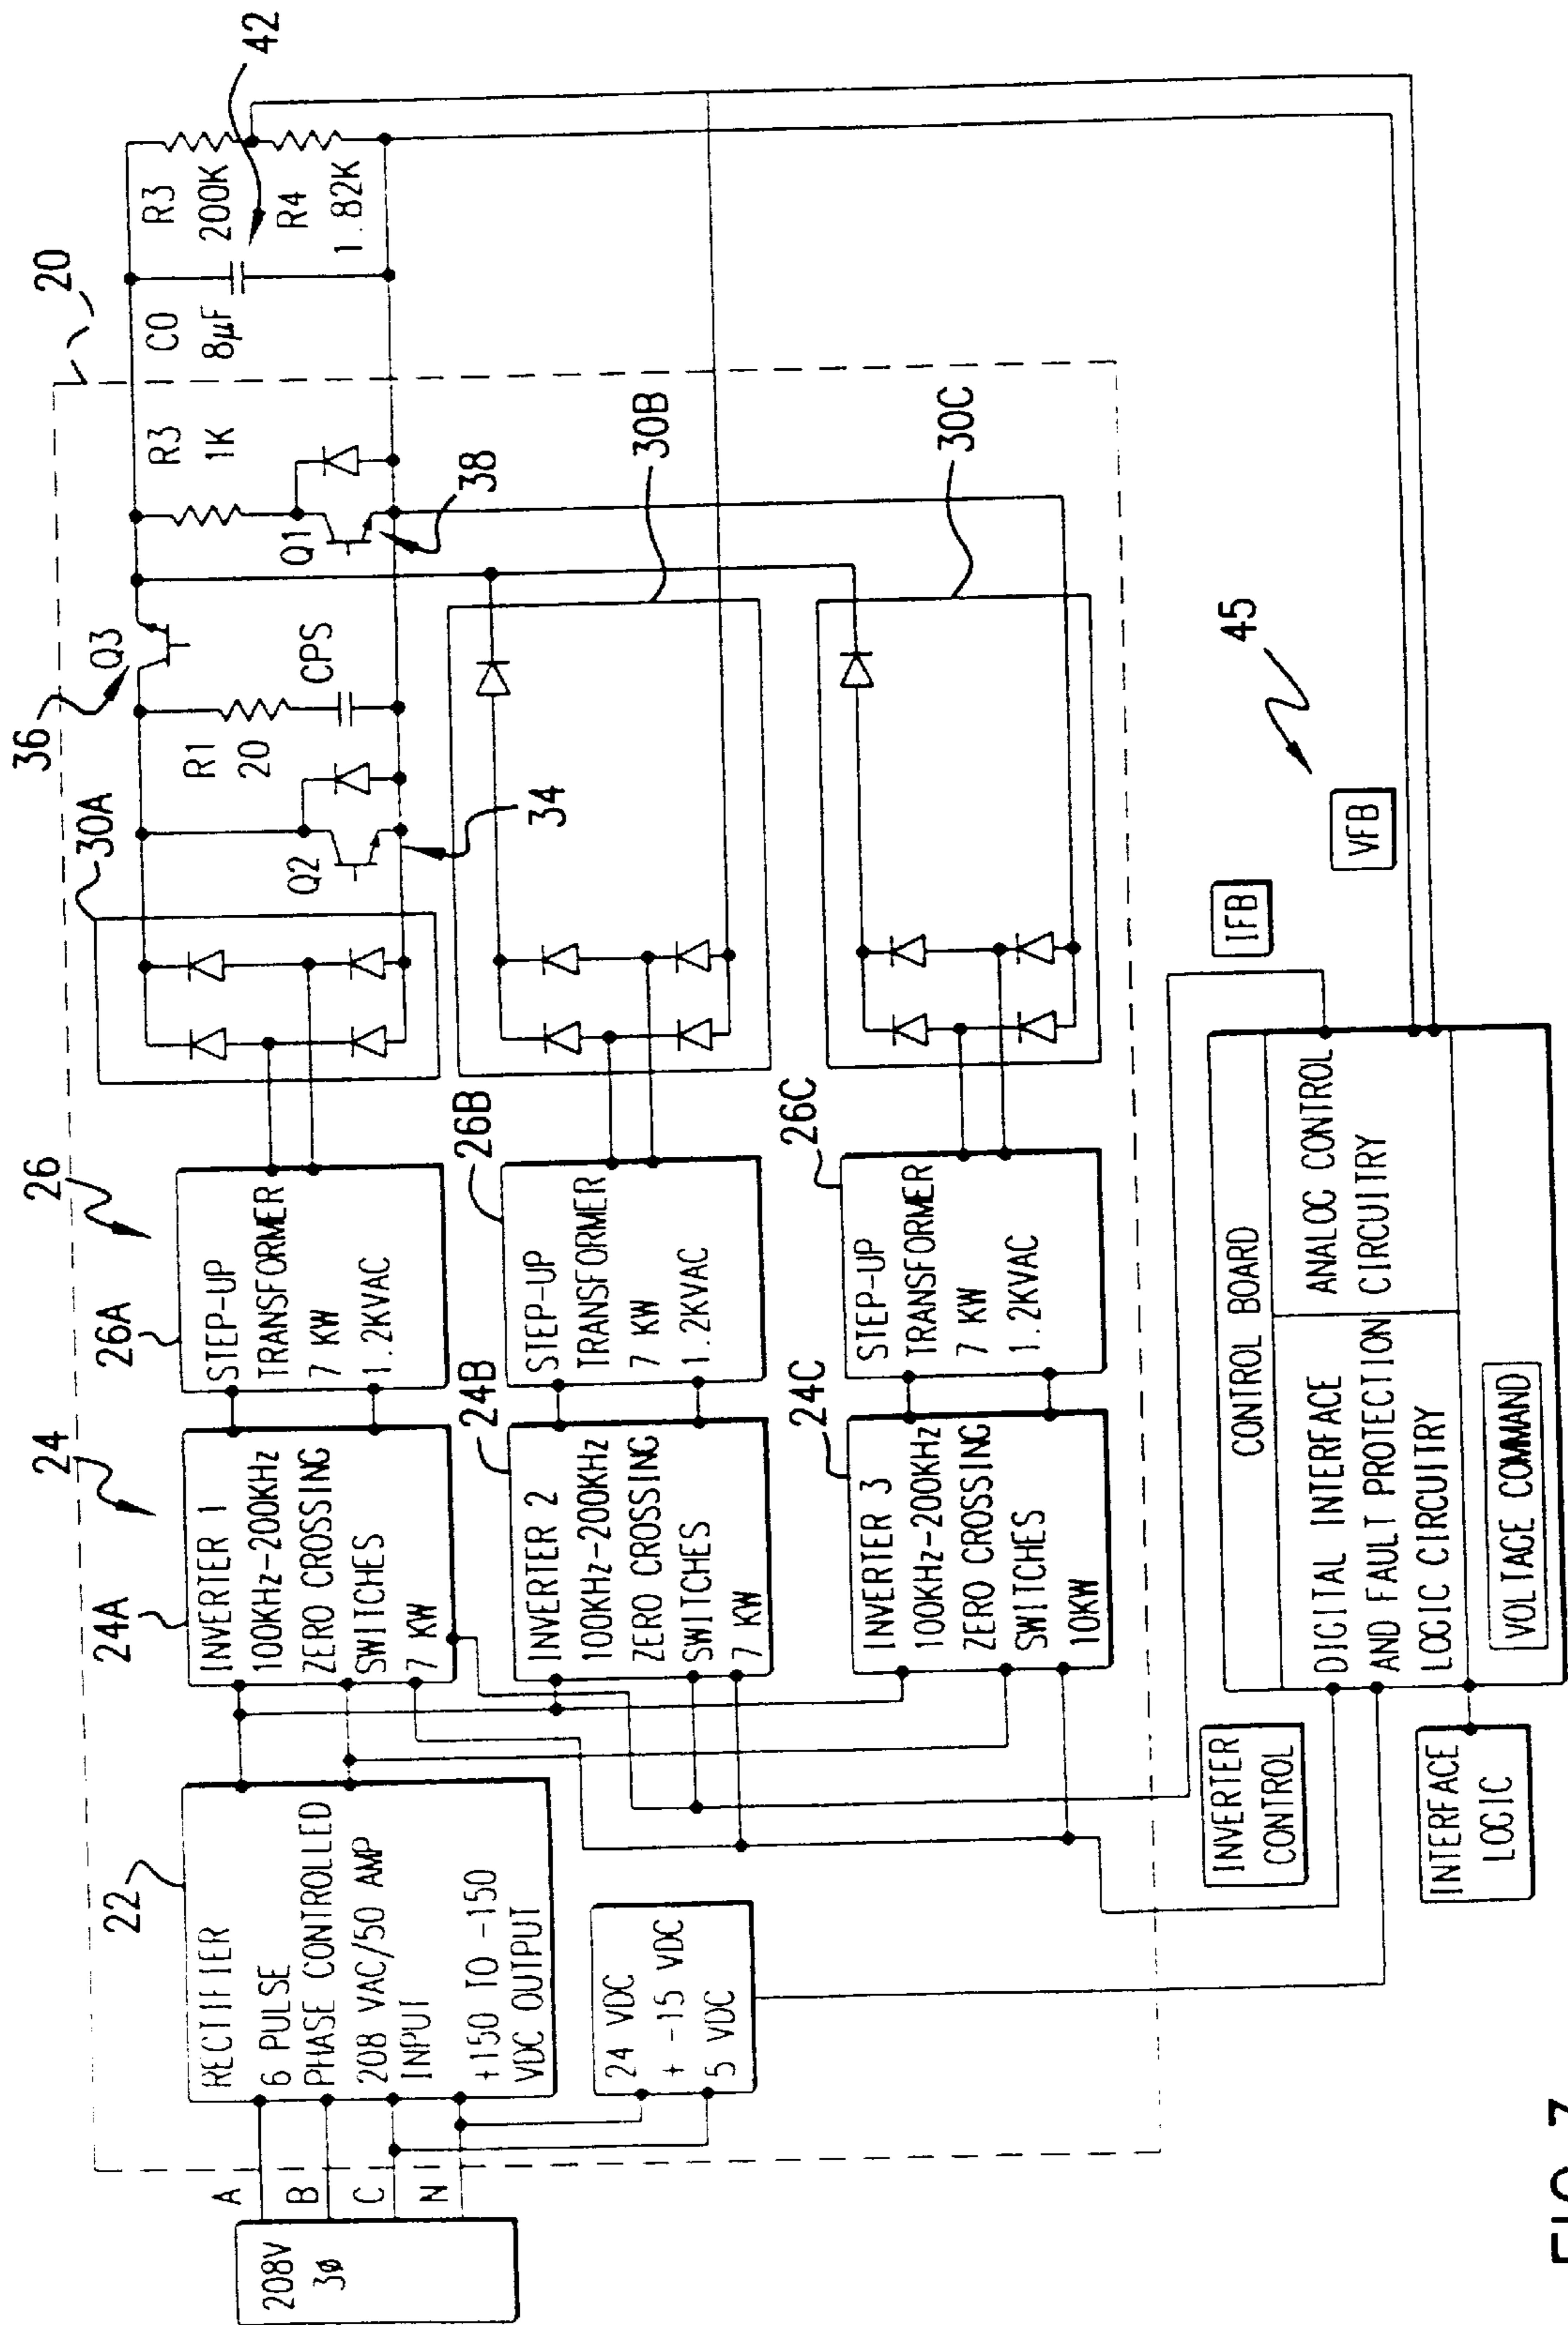 208V
3ø
A
B
C
N
22
RECTIFIER
6 PULSE
PHASE CONTROLLED
208 VAC/50 AMP
INPUT
+150 TO -150
VDC OUTPUT
24 VDC
+ -15 VDC
5 VDC
24
24A
INVERTER 1
100KHz-200KHz
ZERO CROSSING
SWITCHES
7 KW
24B
INVERTER 2
100KHz-200KHz
ZERO CROSSING
SWITCHES
7 KW
24C
INVERTER 3
100KHz-200KHz
ZERO CROSSING
SWITCHES
10KW
26
26A
STEP-UP
TRANSFORMER
7 KW
1.2KVAC
26B
STEP-UP
TRANSFORMER
7 KW
1.2KVAC
26C
STEP-UP
TRANSFORMER
7 KW
1.2KVAC
30A
Q2
34
R1
20
CPS
36
Q3
30B
30C
Q1
38
R3
1K
20
C0
8µF
R3
200K
R4
1.82K
42
45
INVERTER
CONTROL
INTERFACE
LOGIC
CONTROL BOARD
DIGITAL INTERFACE
AND FAULT PROTECTION
LOGIC CIRCUITRY
ANALOG CONTROL
CIRCUITRY
VOLTAGE COMMAND
IFB
VFB